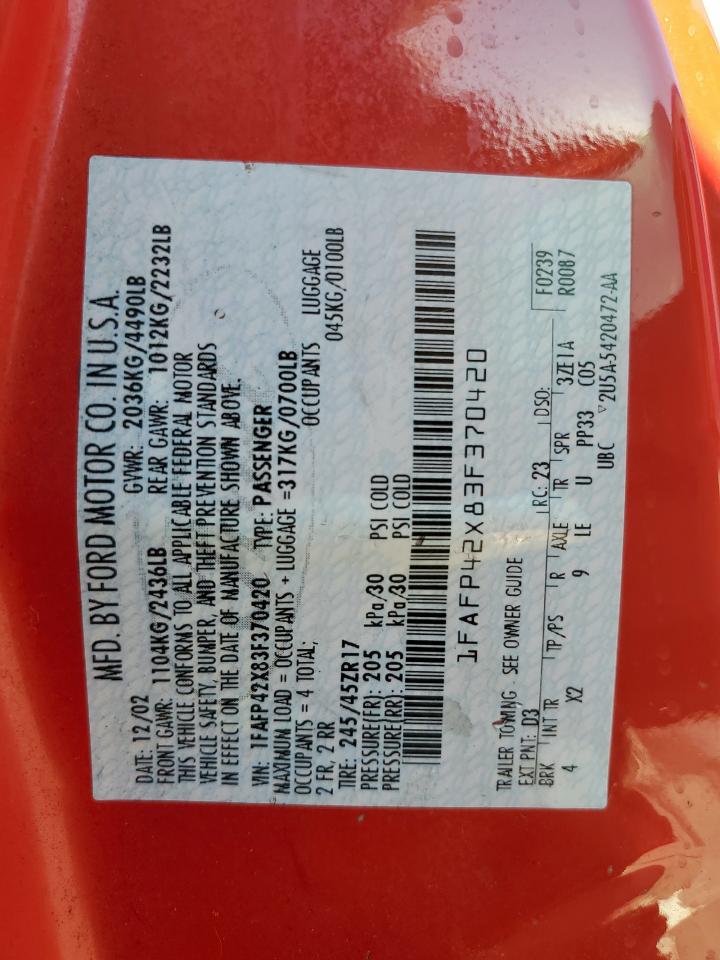 MFD. BY FORD MOTOR CO. IN U.S.A.
DATE: 12/02 GVWR: 2036KG/4490LB
FRONT GAWR: 1104KG/2436LB REAR GAWR: 1012KG/2232LB
THIS VEHICLE CONFORMS TO ALL APPLICABLE FEDERAL MOTOR
VEHICLE SAFETY, BUMPER, AND THEFT PREVENTION STANDARDS
IN EFFECT ON THE DATE OF MANUFACTURE SHOWN ABOVE.
VIN: 1FAFP42X83F370420 TYPE: PASSENGER
MAXIMUM LOAD = OCCUPANTS + LUGGAGE =317KG/0700LB
OCCUPANTS = 4 TOTAL; OCCUPANTS LUGGAGE
2 FR, 2 RR 045KG/0100LB
TIRE: 245/45ZR17
PRESSURE(FR): 205 kPa/30 PSI COLD
PRESSURE(RR): 205 kPa/30 PSI COLD
1FAFP42X83F370420
TRAILER TOWING, SEE OWNER GUIDE
EXT PNT: D3 RC: 23 DSO: F0239
BRK INT TR TP/PS R AXLE TR SPR 3ZE1A R0087
4 X2 9 LE U PP33 C05
UBC ▽2U5A-5420472-AA